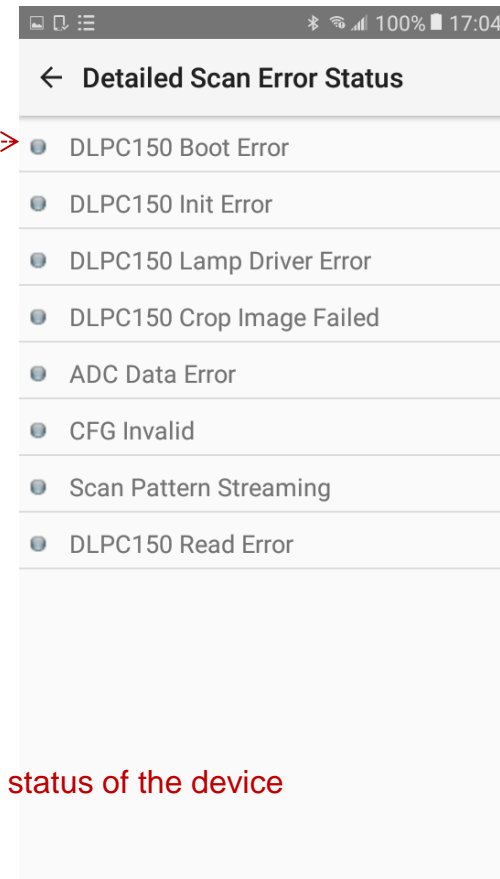 100% 17:04
Detailed Scan Error Status
DLPC150 Boot Error
DLPC150 Init Error
DLPC150 Lamp Driver Error
DLPC150 Crop Image Failed
ADC Data Error
CFG Invalid
Scan Pattern Streaming
DLPC150 Read Error
status of the device